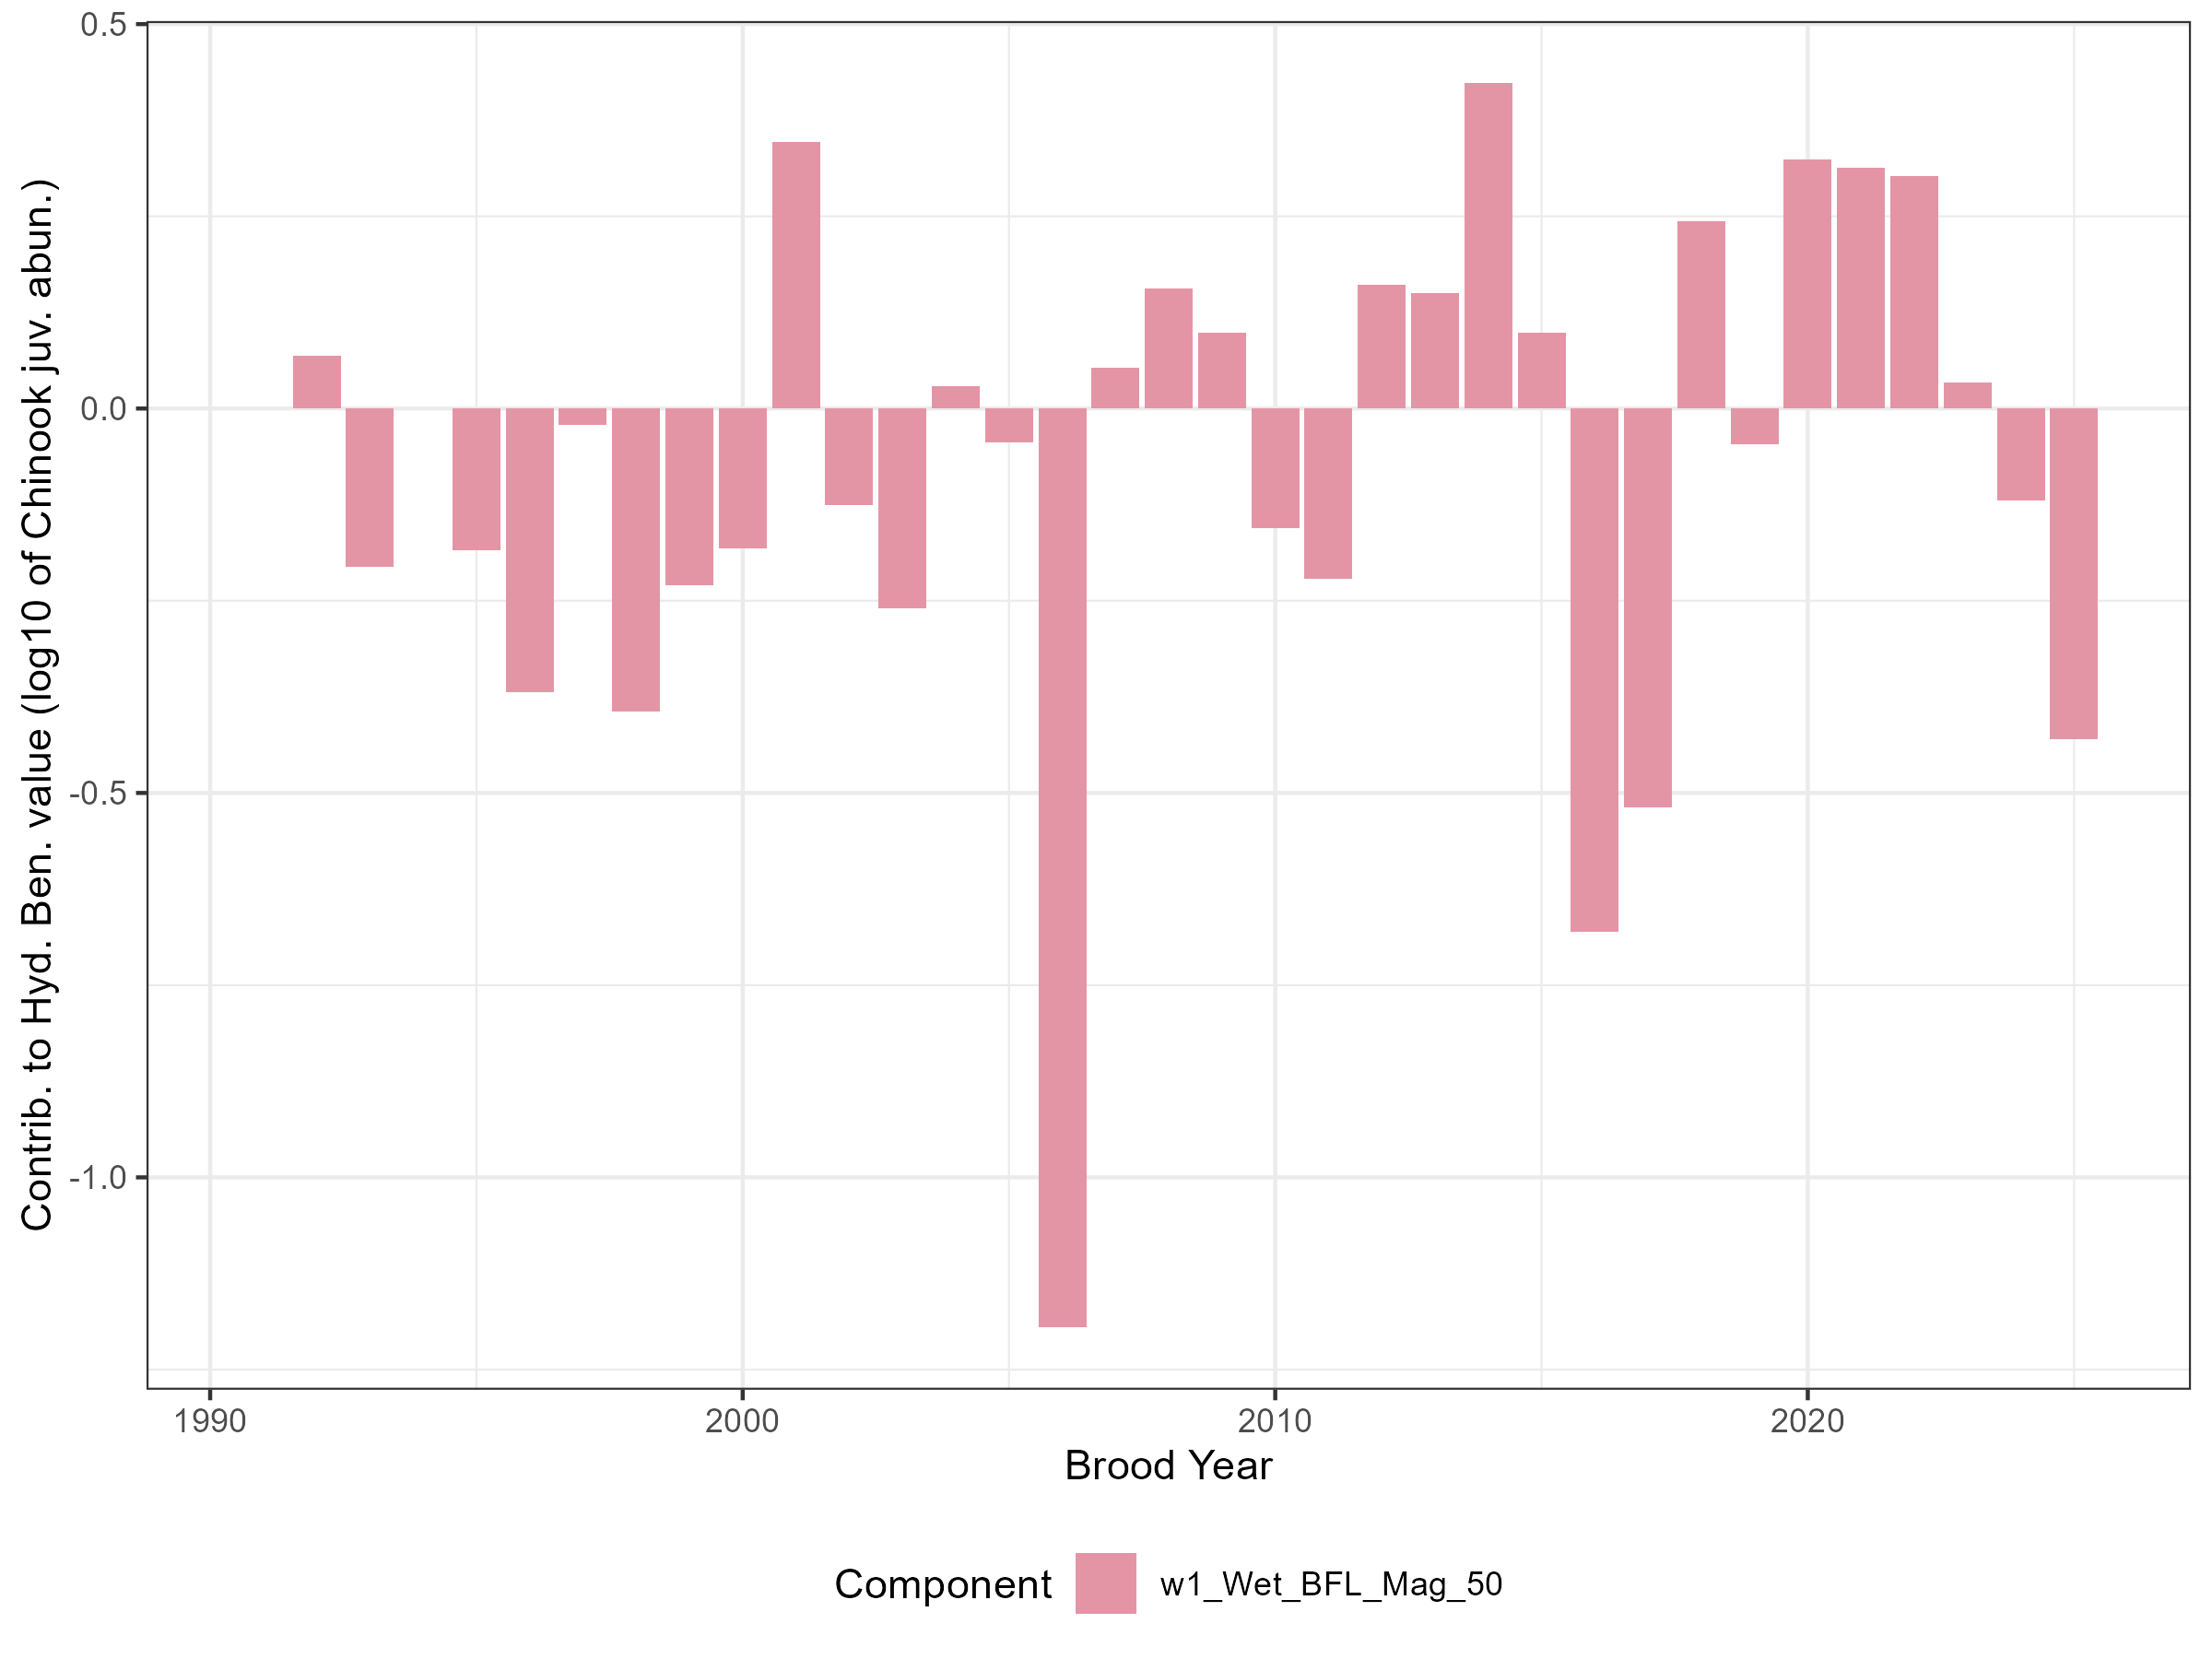 Contrib. to Hyd. Ben. value (log10 of Chinook juv. abun.)
0.5
0.0
-0.5
-1.0
1990 2000 2010 2020
Brood Year
Component w1_Wet_BFL_Mag_50